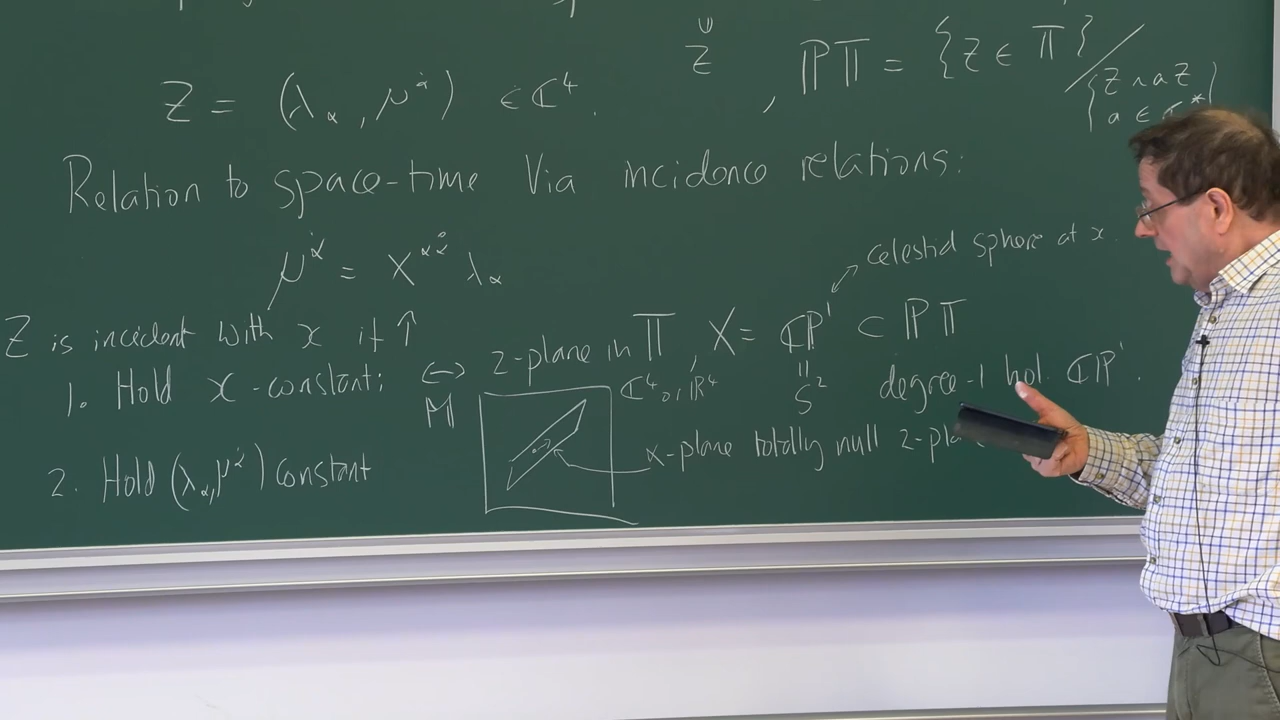 Z
Z = (λ_α, μ^α̇) ∈ ℂ⁴. , ℙ𝕋 = {Z ∈ 𝕋} / {Z ~ aZ, a ∈ ℂ*}
Relation to space-time Via incidence relations:
μ^α̇ = x^αα̇ λ_α
celestial sphere at x.
Z is incident with x if ↑
1. Hold x-constant: ↔ 2-plane in 𝕋, X = ℂℙ¹ ⊂ ℙ𝕋
𝕄 ℂ⁴ or ℝ⁴ = S² degree-1 hol. ℂℙ¹.
α-plane totally null
2. Hold (λ_α, μ^α̇) constant